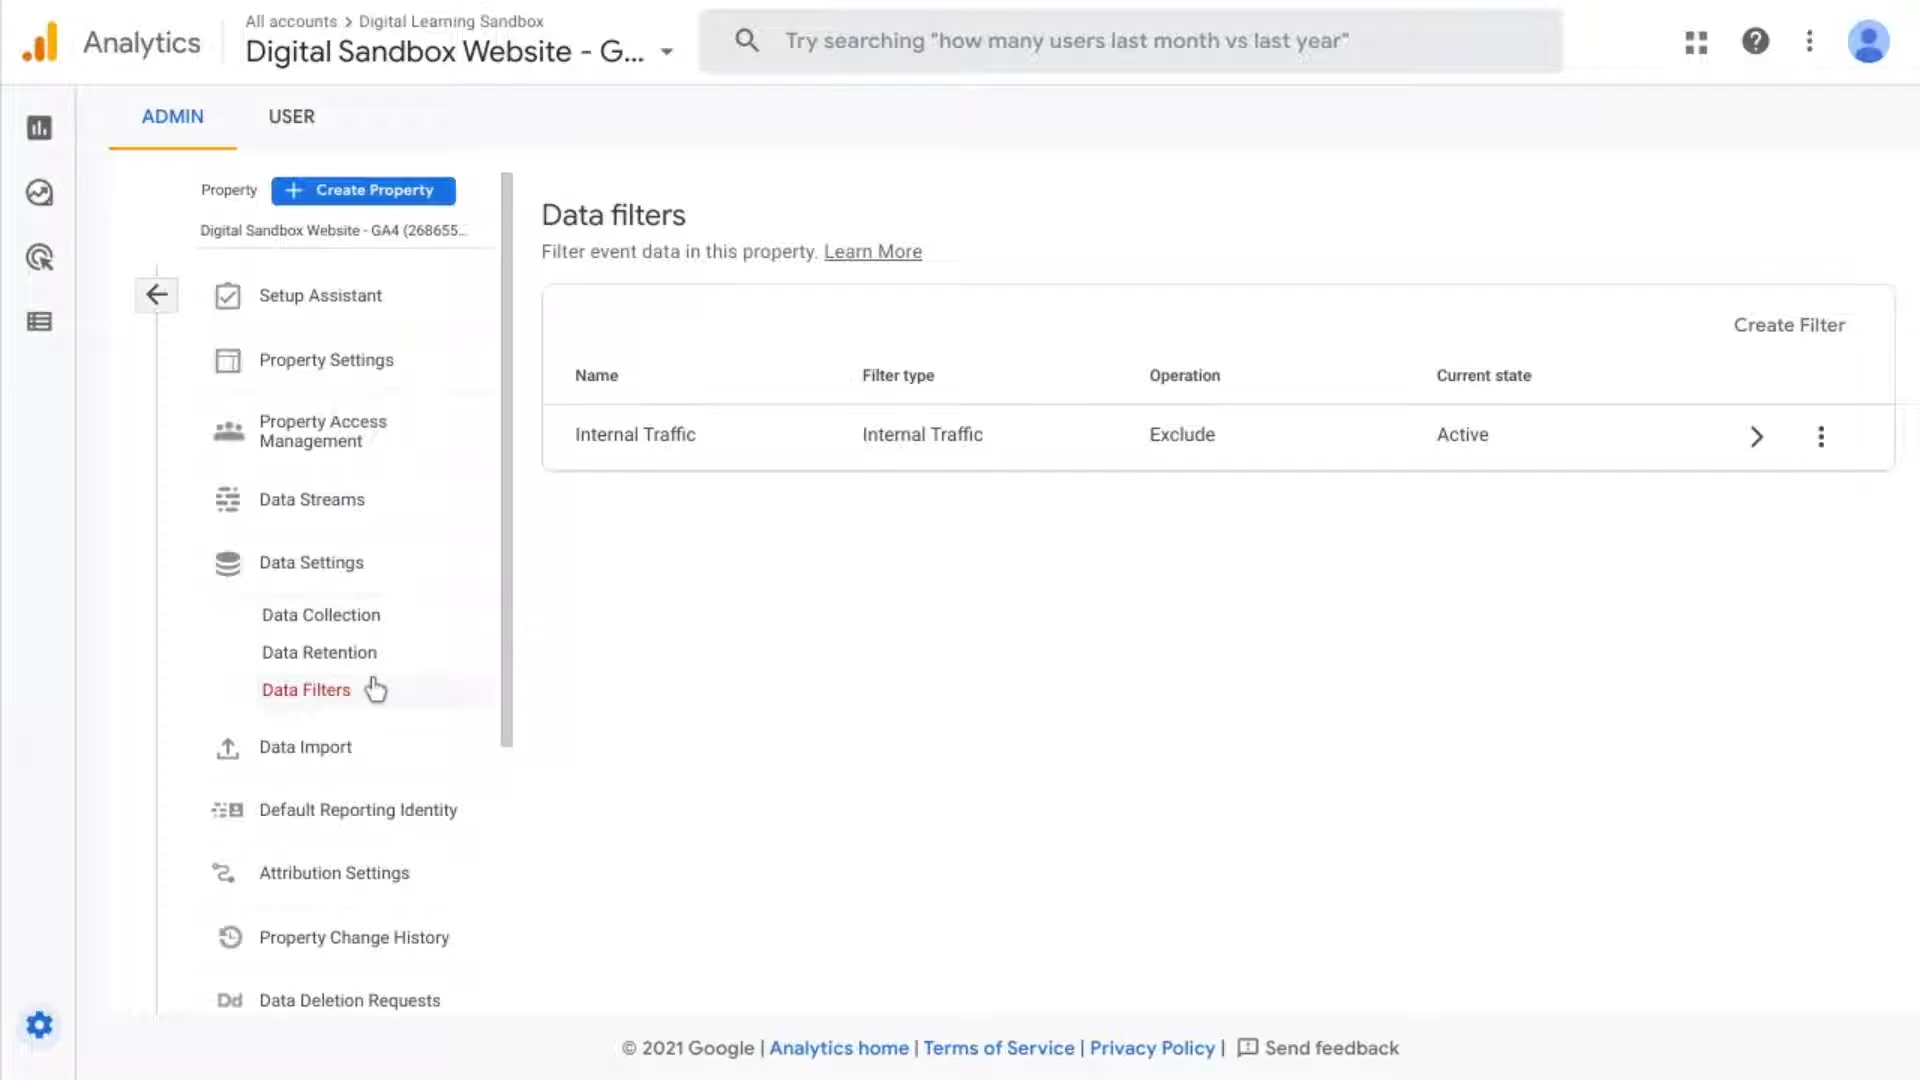 Analytics
All accounts > Digital Learning Sandbox
Digital Sandbox Website - G...
Try searching "how many users last month vs last year"
ADMIN
USER
Property
Create Property
Digital Sandbox Website - GA4 (268655...
Setup Assistant
Property Settings
Property Access
Management
Data Streams
Data Settings
Data Collection
Data Retention
Data Filters
Data Import
Default Reporting Identity
Attribution Settings
Property Change History
Dd Data Deletion Requests
Data filters
Filter event data in this property. Learn More
Create Filter
Name Filter type Operation Current state
Internal Traffic Internal Traffic Exclude Active
© 2021 Google | Analytics home | Terms of Service | Privacy Policy | Send feedback